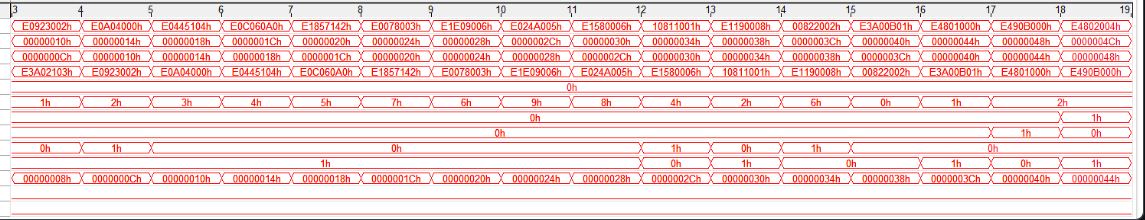 3 4 5 6 7 8 9 10 11 12 13 14 15 16 17 18 19
E0923002h E0A04000h E0445104h E0C060A0h E1857142h E0078003h E1E09006h E024A005h E1580006h 10811001h E1190008h 00822002h E3A00B01h E4801000h E490B000h E4802004h
00000010h 00000014h 00000018h 0000001Ch 00000020h 00000024h 00000028h 0000002Ch 00000030h 00000034h 00000038h 0000003Ch 00000040h 00000044h 00000048h 0000004Ch
0000000Ch 00000010h 00000014h 00000018h 0000001Ch 00000020h 00000024h 00000028h 0000002Ch 00000030h 00000034h 00000038h 0000003Ch 00000040h 00000044h 00000048h
E3A02103h E0923002h E0A04000h E0445104h E0C060A0h E1857142h E0078003h E1E09006h E024A005h E1580006h 10811001h E1190008h 00822002h E3A00B01h E4801000h E490B000h
0h
1h 2h 3h 4h 5h 7h 6h 9h 8h 4h 2h 6h 0h 1h 2h
0h 1h
0h 1h 0h
0h 1h 0h 1h 0h 1h 0h
1h 0h 1h 0h 1h 0h 1h
00000008h 0000000Ch 00000010h 00000014h 00000018h 0000001Ch 00000020h 00000024h 00000028h 0000002Ch 00000030h 00000034h 00000038h 0000003Ch 00000040h 00000044h